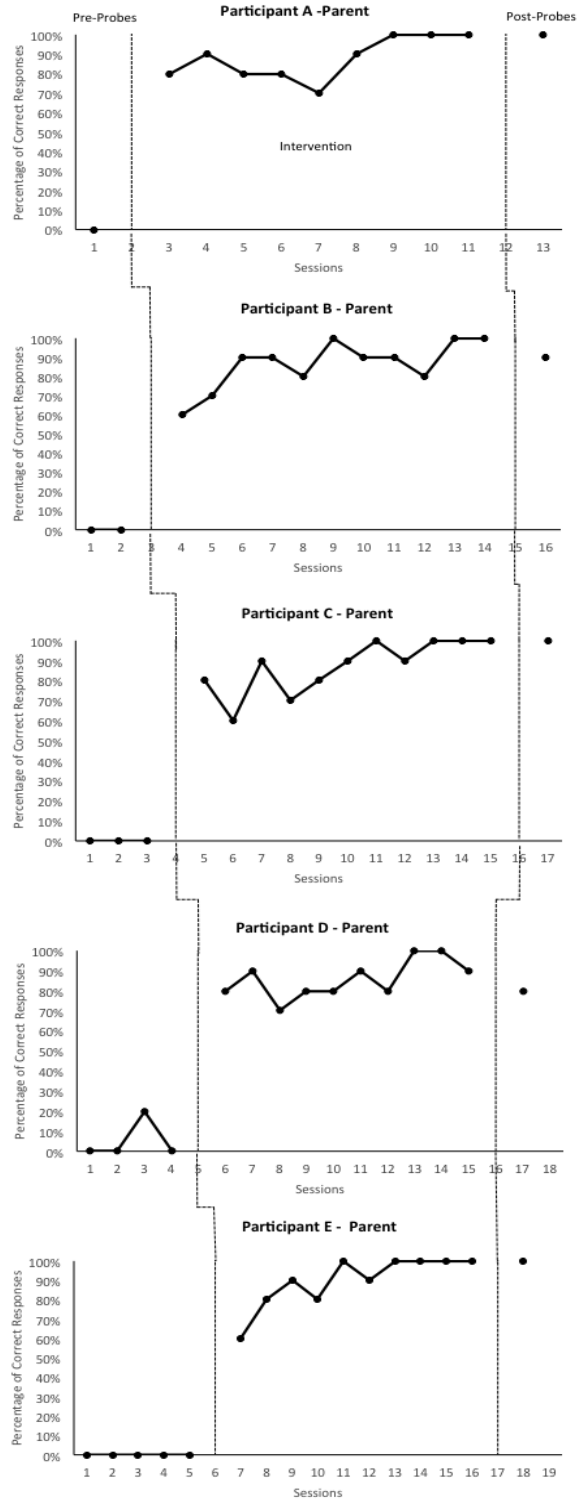 Participant A -Parent
Pre-Probes
Post-Probes
Percentage of Correct Responses
100%
90%
80%
70%
60%
50%
40%
30%
20%
10%
0%
Intervention
1 2 3 4 5 6 7 8 9 10 11 12 13
Sessions
Participant B - Parent
Percentage of Correct Responses
100%
90%
80%
70%
60%
50%
40%
30%
20%
10%
0%
1 2 3 4 5 6 7 8 9 10 11 12 13 14 15 16
Sessions
Participant C - Parent
Percentage of Correct Responses
100%
90%
80%
70%
60%
50%
40%
30%
20%
10%
0%
1 2 3 4 5 6 7 8 9 10 11 12 13 14 15 16 17
Sessions
Participant D - Parent
Percentage of Correct Responses
100%
90%
80%
70%
60%
50%
40%
30%
20%
10%
0%
1 2 3 4 5 6 7 8 9 10 11 12 13 14 15 16 17 18
Sessions
Participant E - Parent
Percentage of Correct Responses
100%
90%
80%
70%
60%
50%
40%
30%
20%
10%
0%
1 2 3 4 5 6 7 8 9 10 11 12 13 14 15 16 17 18 19
Sessions